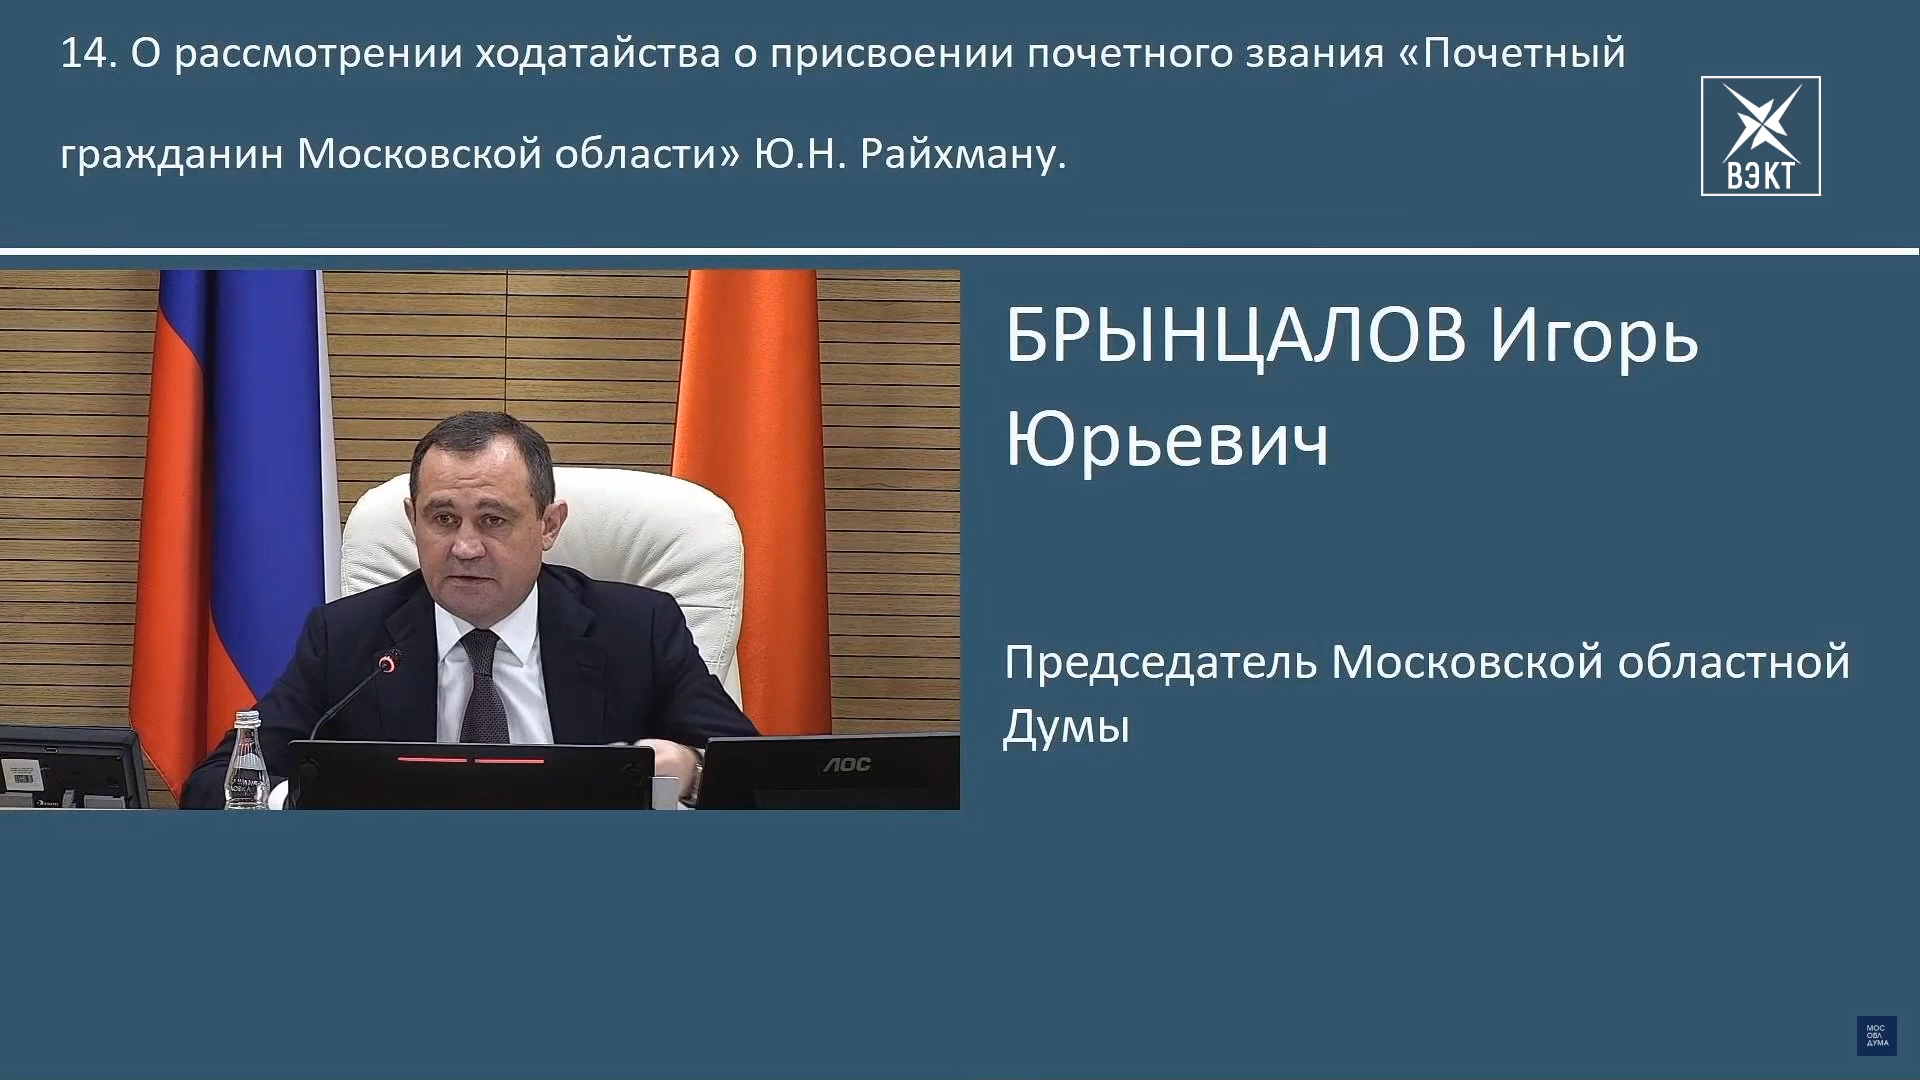 14. О рассмотрении ходатайства о присвоении почетного звания «Почетный
гражданин Московской области» Ю.Н. Райхману.
ВЭКТ
БРЫНЦАЛОВ Игорь
Юрьевич
Председатель Московской областной
Думы
AOC
МОС
ОБЛ
ДУМА